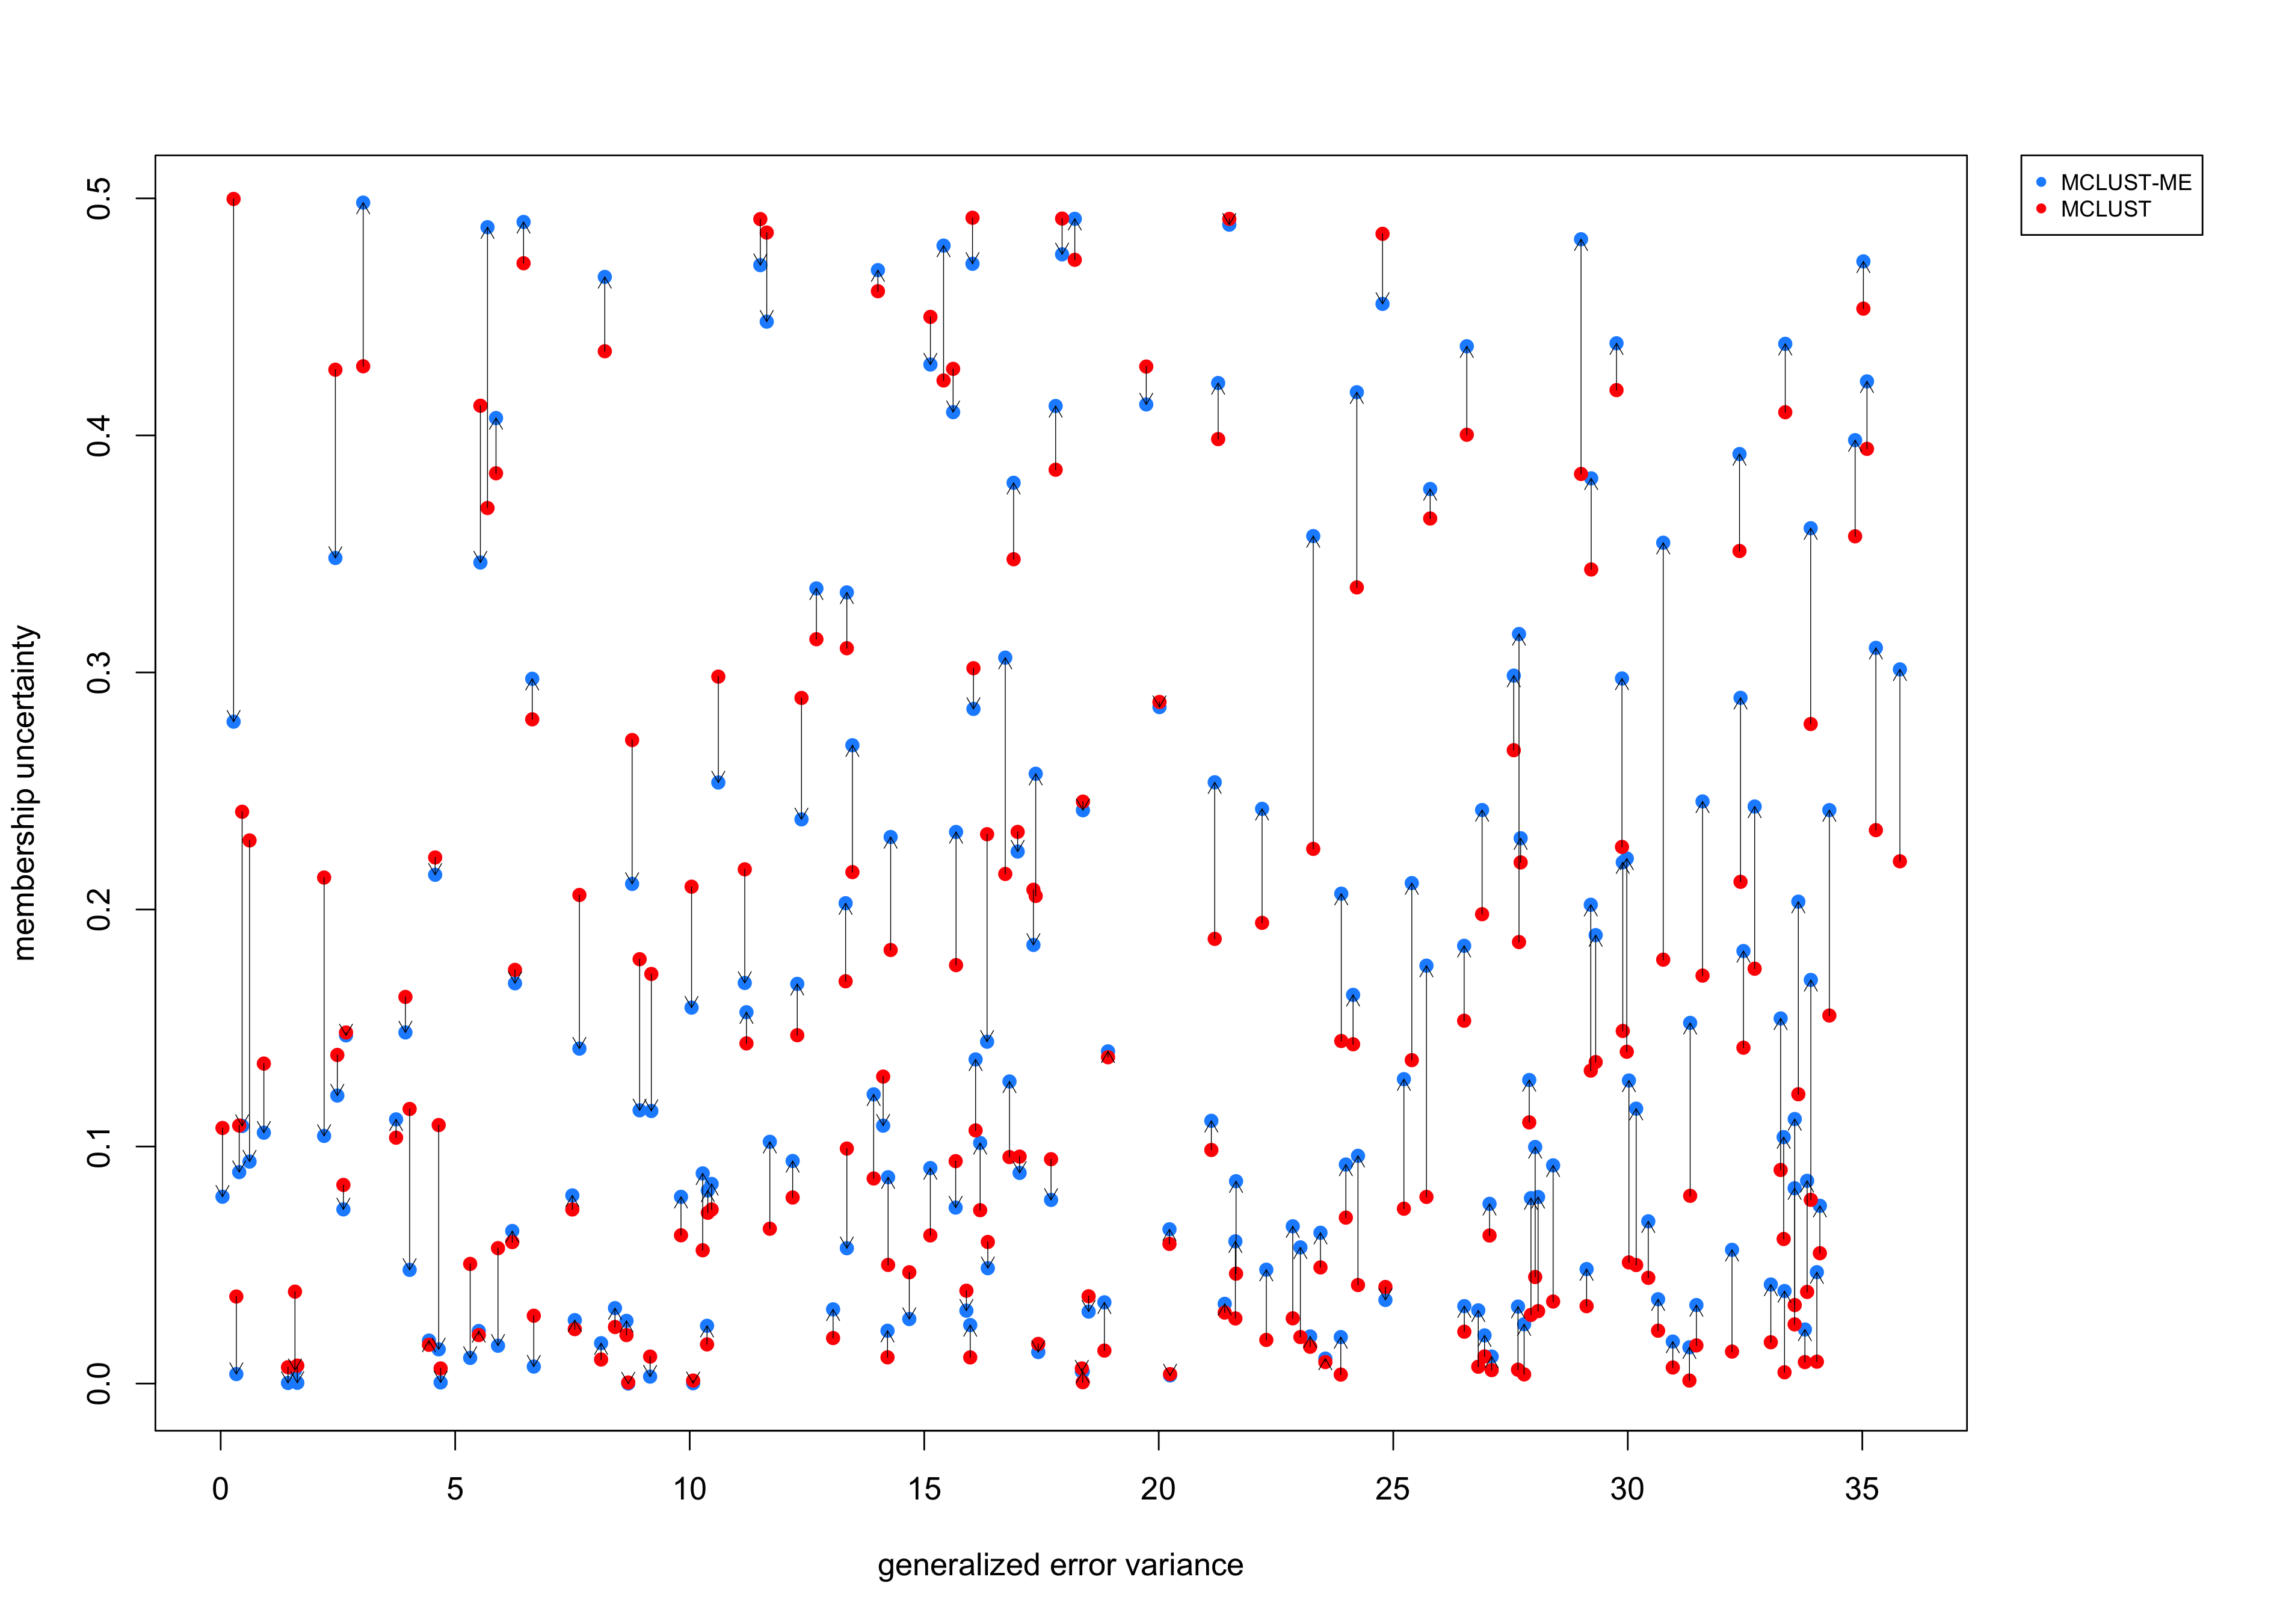 MCLUST-ME
MCLUST
0.5
0.4
0.3
0.2
0.1
0.0
membership uncertainty
0 5 10 15 20 25 30 35
generalized error variance